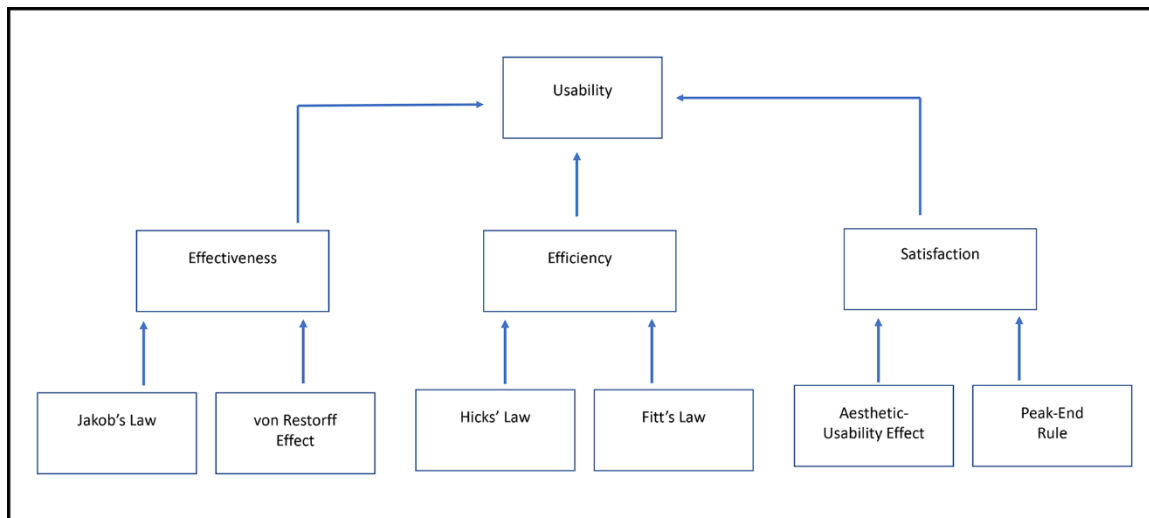 Usability
Effectiveness
Efficiency
Satisfaction
Jakob's Law
von Restorff
Effect
Hicks' Law
Fitt's Law
Aesthetic-
Usability Effect
Peak-End
Rule